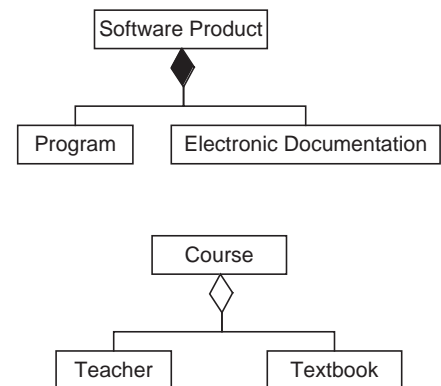 Software Product
Program
Electronic Documentation
Course
Teacher
Textbook